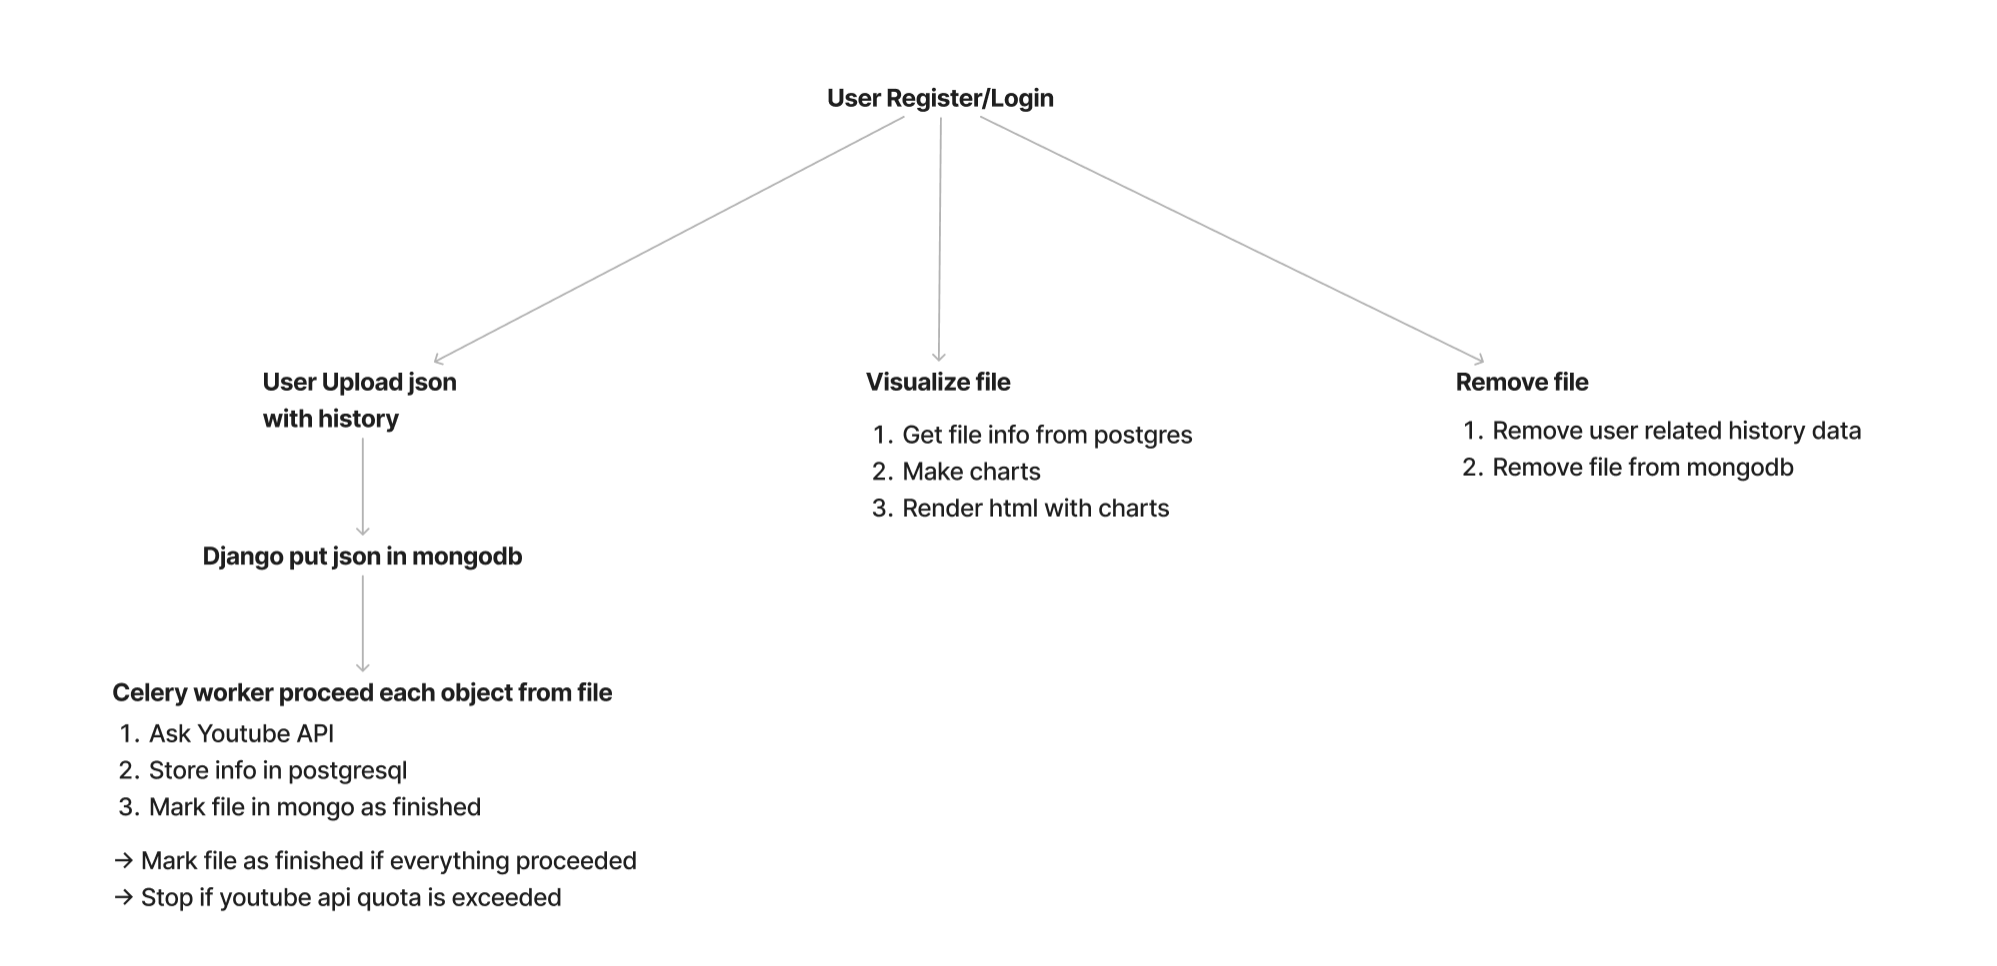 User Register/Login
User Upload json
with history
Django put json in mongodb
Celery worker proceed each object from file
1. Ask Youtube API
2. Store info in postgresql
3. Mark file in mongo as finished
→ Mark file as finished if everything proceeded
→ Stop if youtube api quota is exceeded
Visualize file
1. Get file info from postgres
2. Make charts
3. Render html with charts
Remove file
1. Remove user related history data
2. Remove file from mongodb